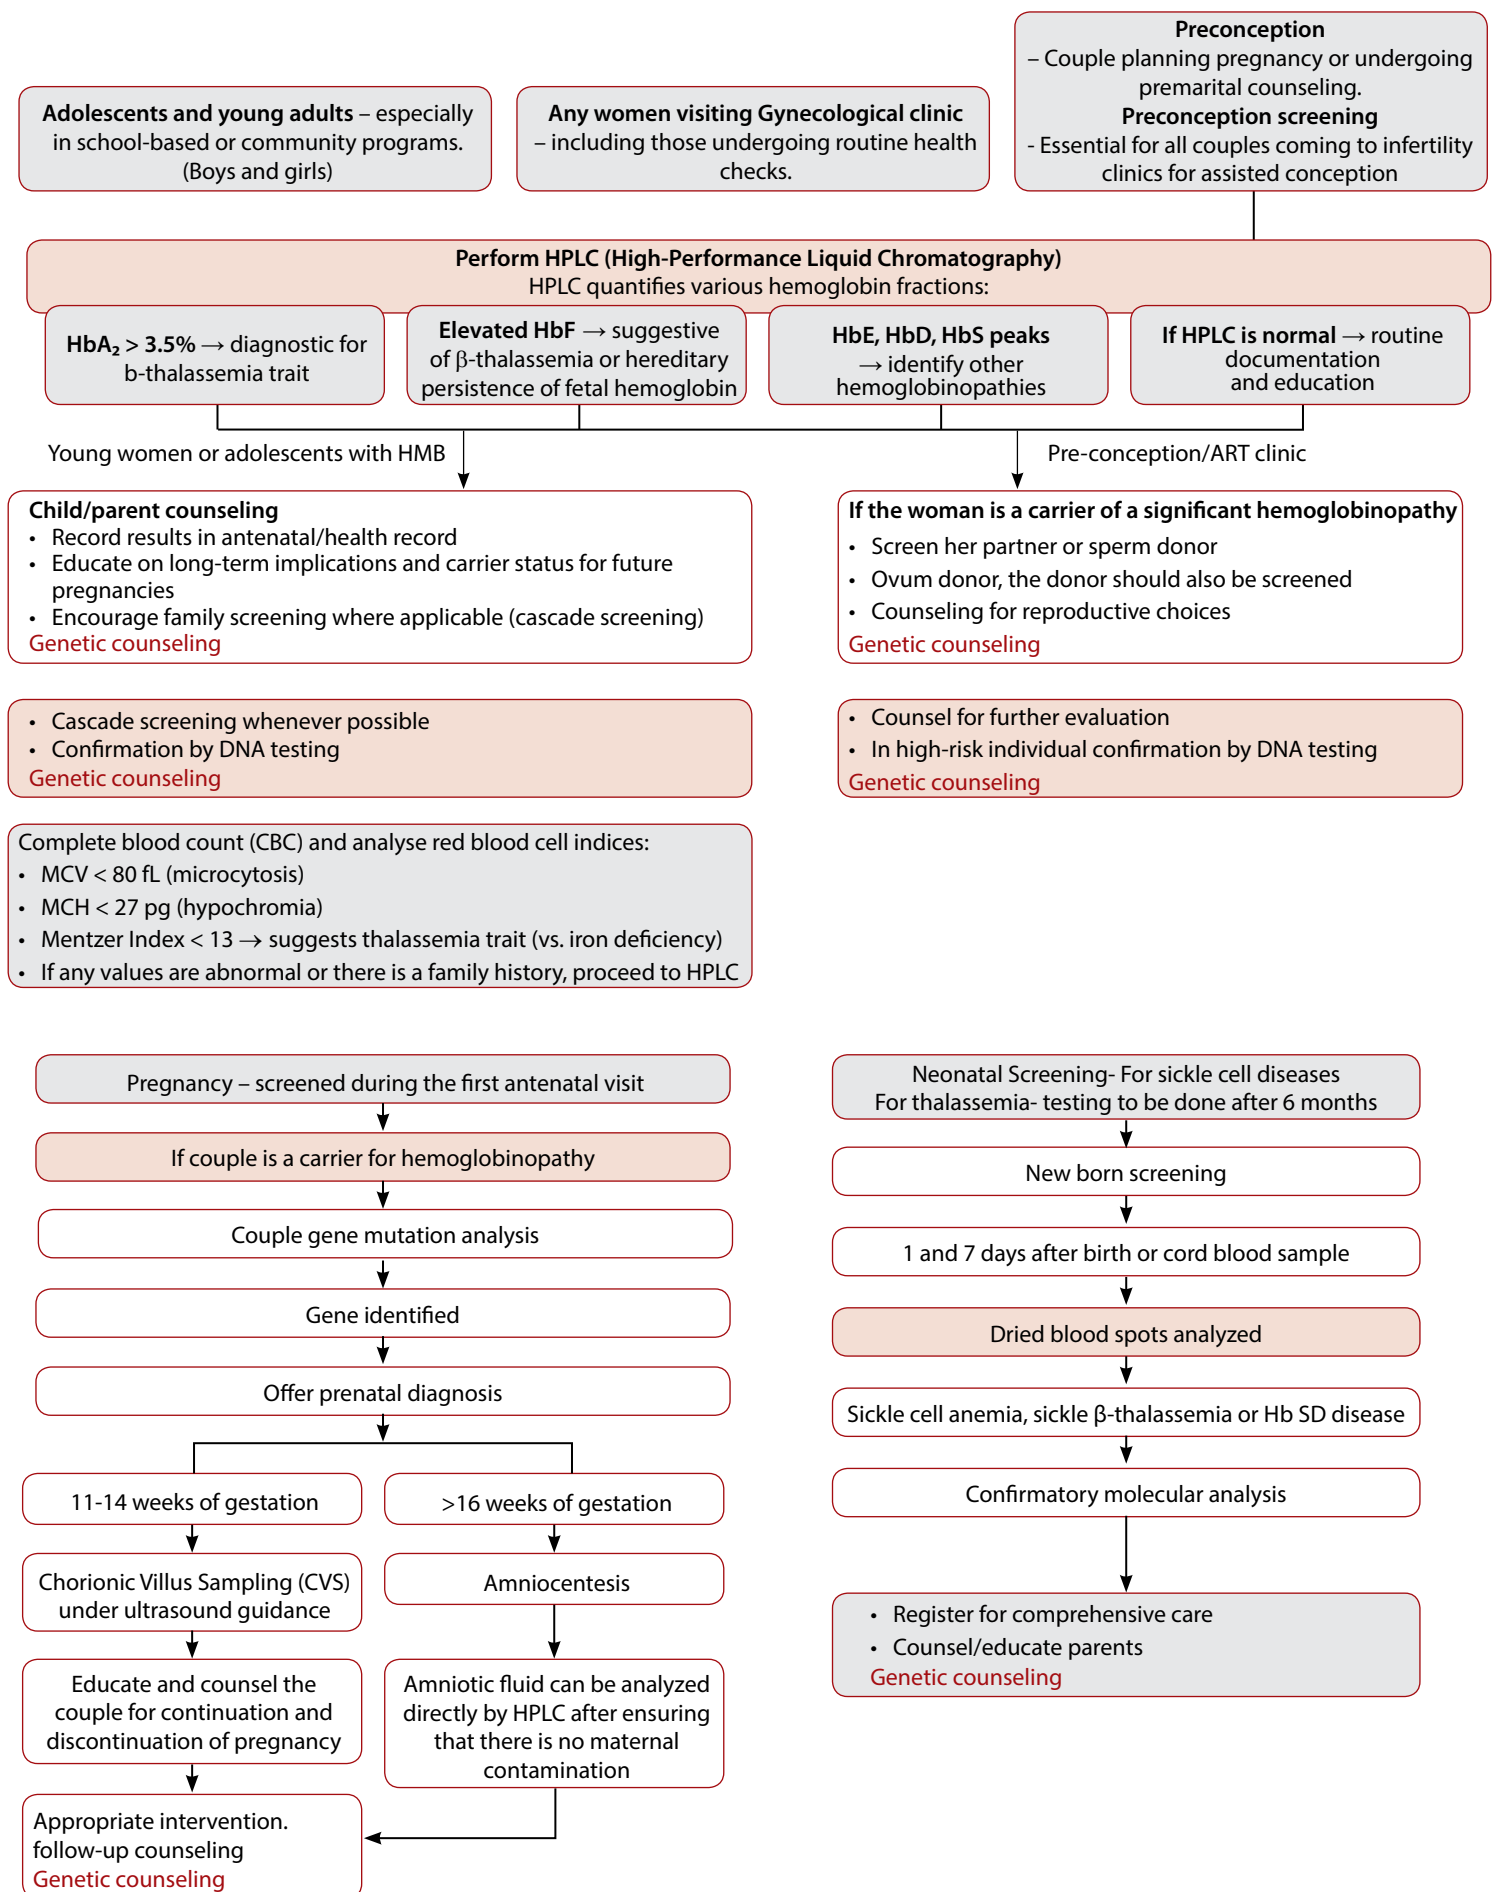 Adolescents and young adults – especially
in school-based or community programs.
(Boys and girls)
Any women visiting Gynecological clinic
– including those undergoing routine health
checks.
Preconception
– Couple planning pregnancy or undergoing
premarital counseling.
Preconception screening
- Essential for all couples coming to infertility
clinics for assisted conception
Perform HPLC (High-Performance Liquid Chromatography)
HPLC quantifies various hemoglobin fractions:
HbA₂ > 3.5% → diagnostic for
b-thalassemia trait
Elevated HbF → suggestive
of β-thalassemia or hereditary
persistence of fetal hemoglobin
HbE, HbD, HbS peaks
→ identify other
hemoglobinopathies
If HPLC is normal → routine
documentation
and education
Young women or adolescents with HMB
Pre-conception/ART clinic
Child/parent counseling
• Record results in antenatal/health record
• Educate on long-term implications and carrier status for future
pregnancies
• Encourage family screening where applicable (cascade screening)
Genetic counseling
If the woman is a carrier of a significant hemoglobinopathy
• Screen her partner or sperm donor
• Ovum donor, the donor should also be screened
• Counseling for reproductive choices
Genetic counseling
• Cascade screening whenever possible
• Confirmation by DNA testing
Genetic counseling
• Counsel for further evaluation
• In high-risk individual confirmation by DNA testing
Genetic counseling
Complete blood count (CBC) and analyse red blood cell indices:
• MCV < 80 fL (microcytosis)
• MCH < 27 pg (hypochromia)
• Mentzer Index < 13 → suggests thalassemia trait (vs. iron deficiency)
• If any values are abnormal or there is a family history, proceed to HPLC
Pregnancy – screened during the first antenatal visit
If couple is a carrier for hemoglobinopathy
Couple gene mutation analysis
Gene identified
Offer prenatal diagnosis
11-14 weeks of gestation
Chorionic Villus Sampling (CVS)
under ultrasound guidance
Educate and counsel the
couple for continuation and
discontinuation of pregnancy
>16 weeks of gestation
Amniocentesis
Amniotic fluid can be analyzed
directly by HPLC after ensuring
that there is no maternal
contamination
Appropriate intervention.
follow-up counseling
Genetic counseling
Neonatal Screening- For sickle cell diseases
For thalassemia- testing to be done after 6 months
New born screening
1 and 7 days after birth or cord blood sample
Dried blood spots analyzed
Sickle cell anemia, sickle β-thalassemia or Hb SD disease
Confirmatory molecular analysis
• Register for comprehensive care
• Counsel/educate parents
Genetic counseling